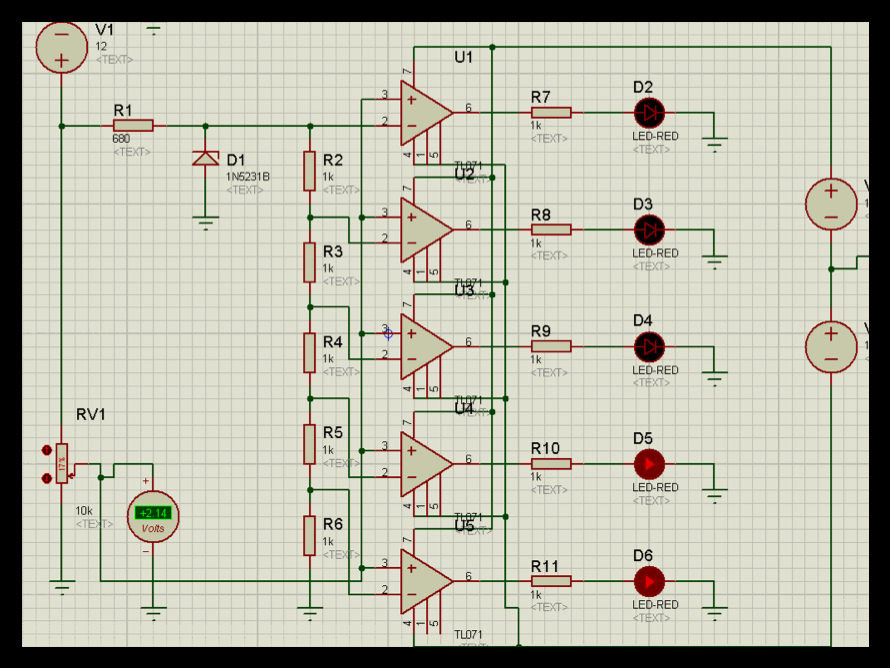 V1
12
<TEXT>
R1
680
<TEXT>
D1
1N5231B
<TEXT>
R2
1k
<TEXT>
R3
1k
<TEXT>
R4
1k
<TEXT>
R5
1k
<TEXT>
R6
1k
<TEXT>
RV1
17%
10k
<TEXT>
+2.14
Volts
U1
7
3
2
6
4 1 5
TL071
<TEXT>
U2
7
3
2
6
4 1 5
TL071
<TEXT>
U3
7
3
2
6
4 1 5
TL071
<TEXT>
U4
7
3
2
6
4 1 5
TL071
<TEXT>
U5
7
3
2
6
4 1 5
TL071
<TEXT>
R7
1k
<TEXT>
R8
1k
<TEXT>
R9
1k
<TEXT>
R10
1k
<TEXT>
R11
1k
<TEXT>
D2
LED-RED
<TEXT>
D3
LED-RED
<TEXT>
D4
LED-RED
<TEXT>
D5
LED-RED
<TEXT>
D6
LED-RED
<TEXT>